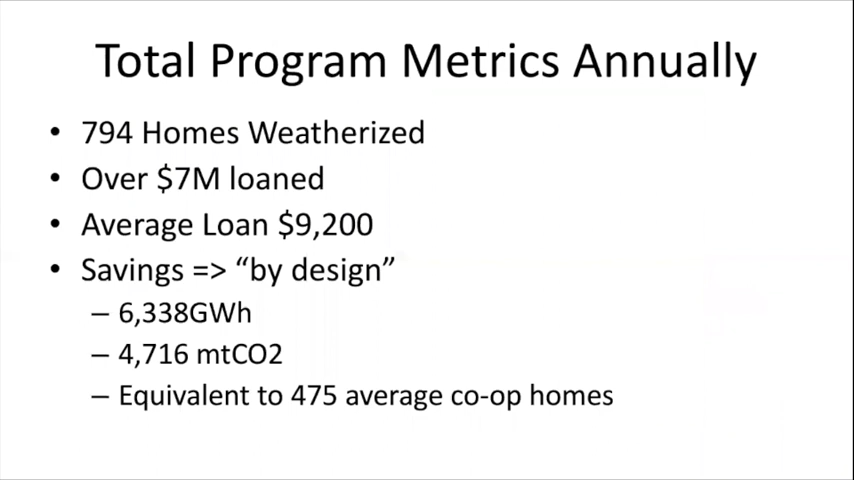 Total Program Metrics Annually
• 794 Homes Weatherized
• Over $7M loaned
• Average Loan $9,200
• Savings => “by design”
– 6,338GWh
– 4,716 mtCO2
– Equivalent to 475 average co-op homes